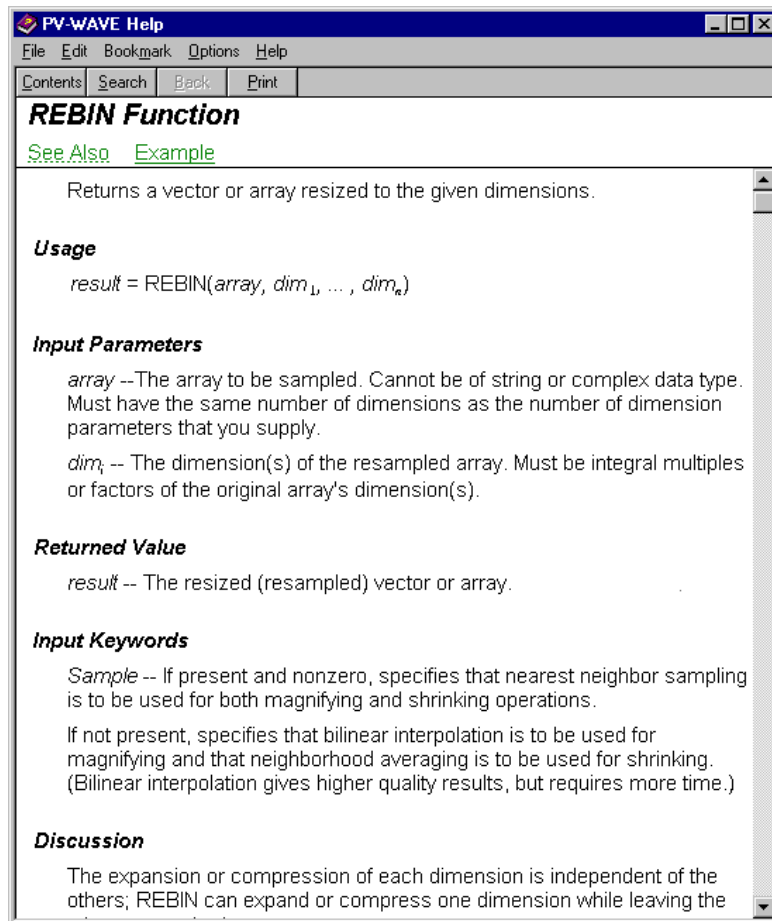 PV-WAVE Help
File Edit Bookmark Options Help
Contents Search Back Print
REBIN Function
See Also Example
Returns a vector or array resized to the given dimensions.
Usage
result = REBIN(array, dim1, ... , dimn)
Input Parameters
array --The array to be sampled. Cannot be of string or complex data type.
Must have the same number of dimensions as the number of dimension
parameters that you supply.
dimi -- The dimension(s) of the resampled array. Must be integral multiples
or factors of the original array's dimension(s).
Returned Value
result -- The resized (resampled) vector or array.
Input Keywords
Sample -- If present and nonzero, specifies that nearest neighbor sampling
is to be used for both magnifying and shrinking operations.
If not present, specifies that bilinear interpolation is to be used for
magnifying and that neighborhood averaging is to be used for shrinking.
(Bilinear interpolation gives higher quality results, but requires more time.)
Discussion
The expansion or compression of each dimension is independent of the
others; REBIN can expand or compress one dimension while leaving the